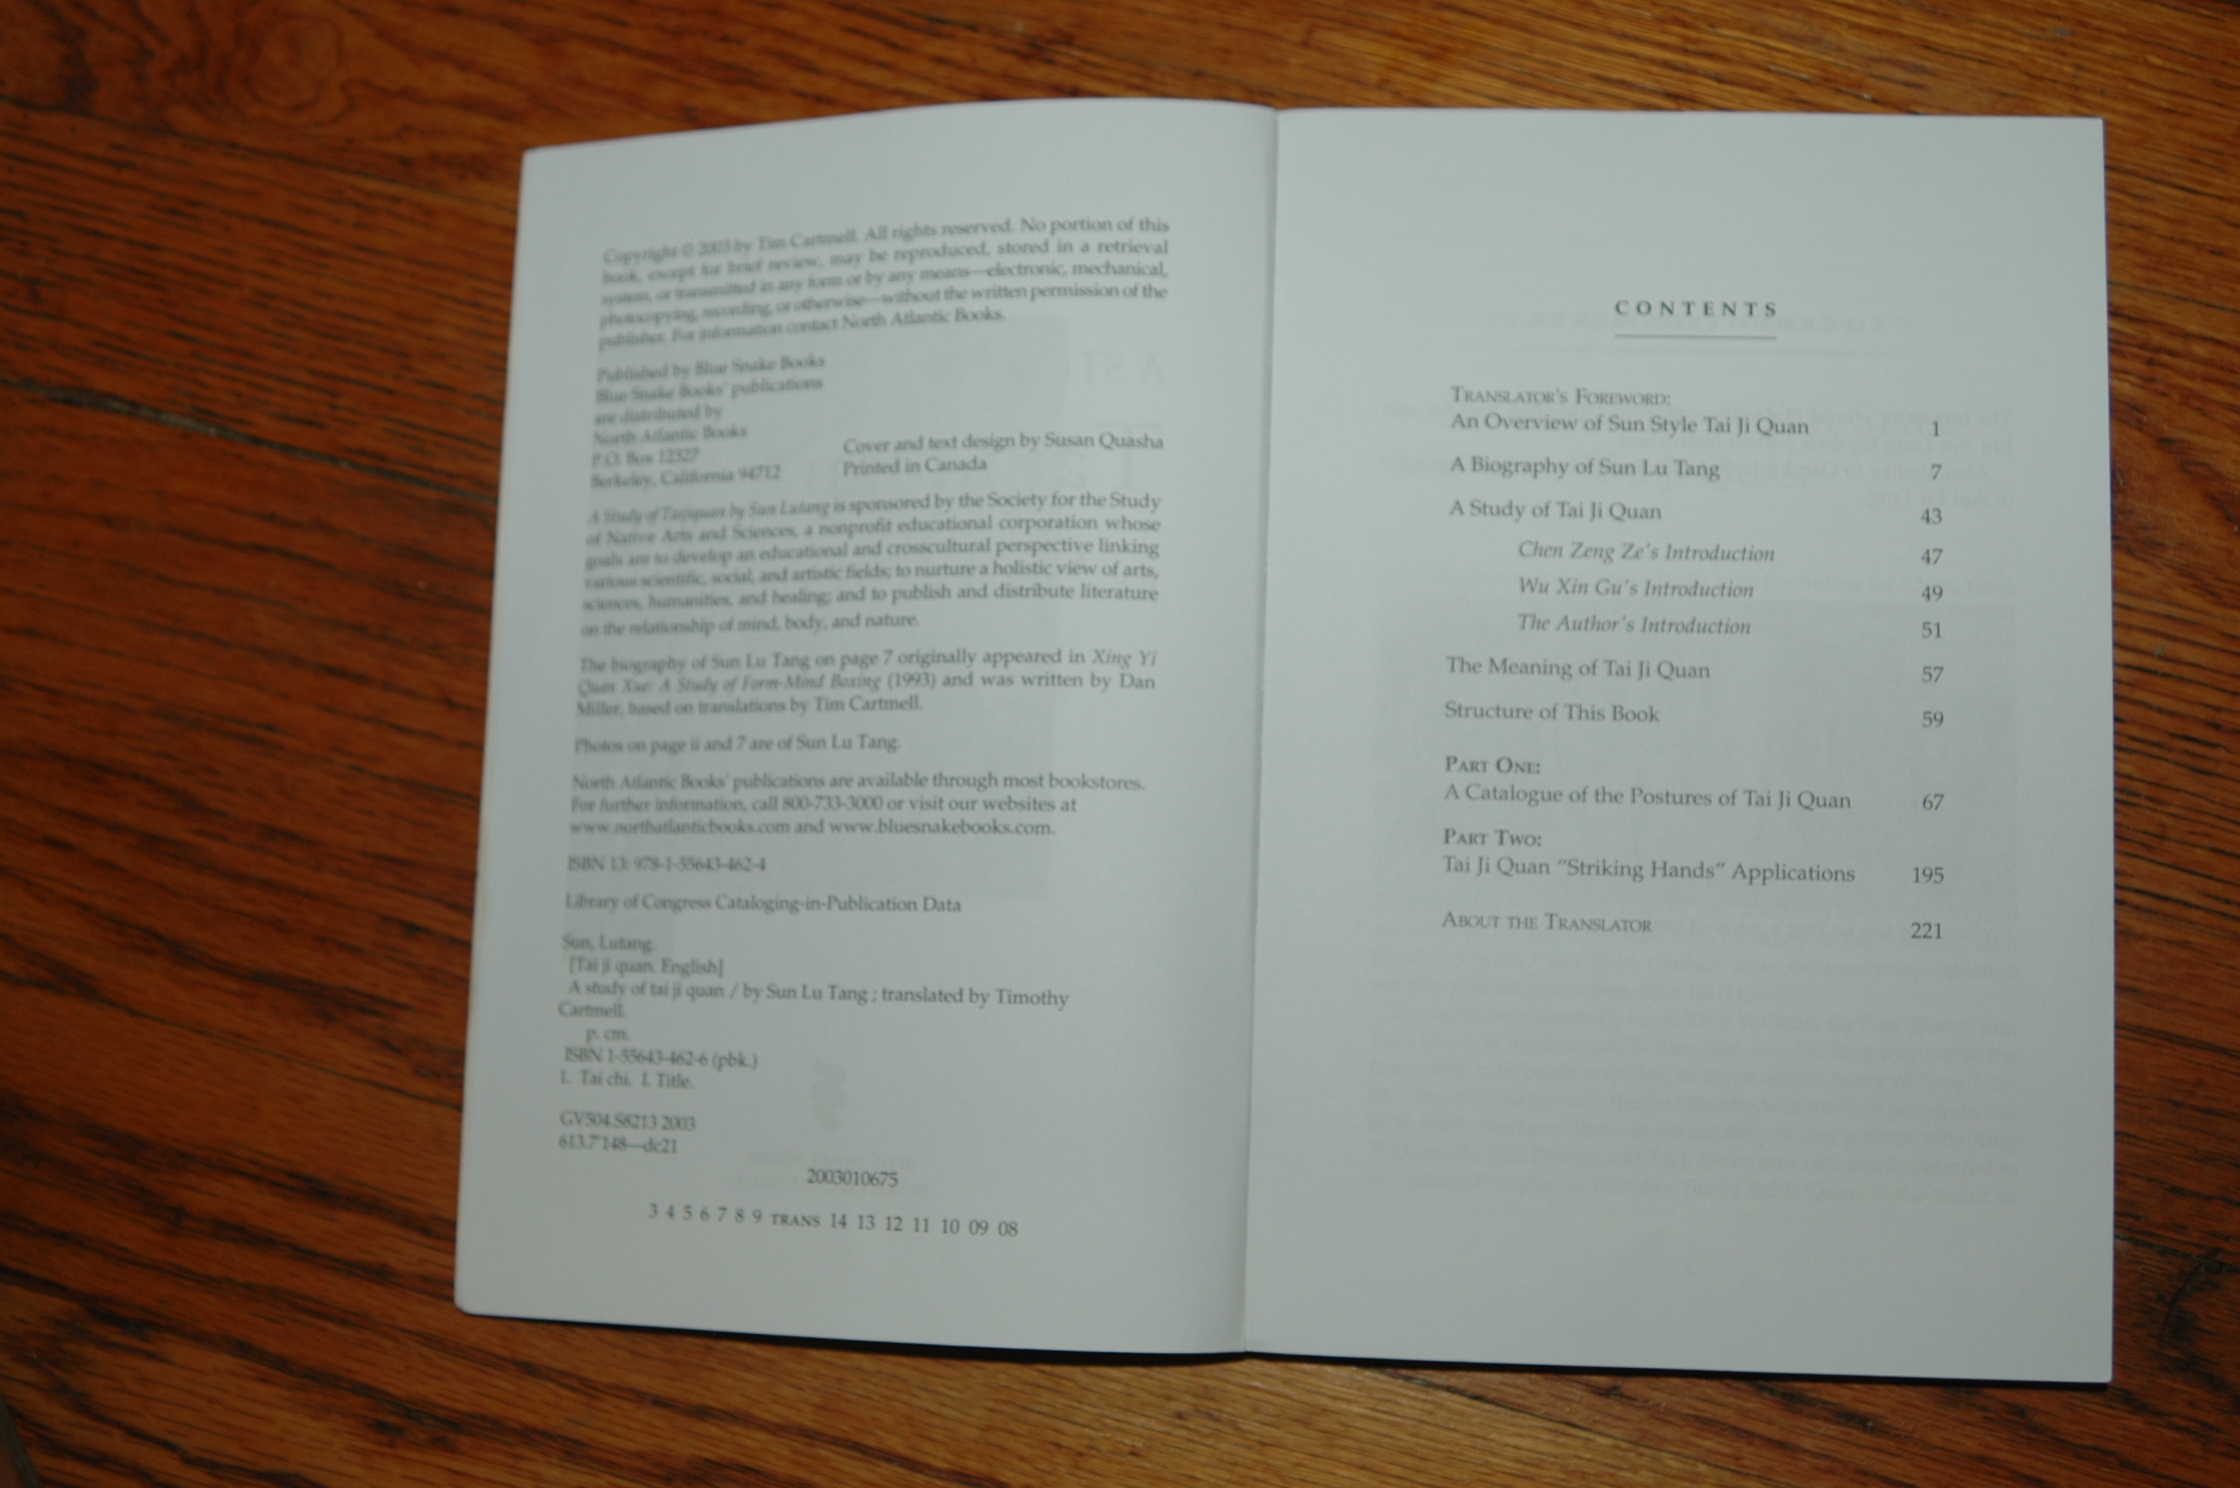 Copyright © 2003 by Tim Cartmell. All rights reserved. No portion of this
book, except for brief review, may be reproduced, stored in a retrieval
system, or transmitted in any form or by any means—electronic, mechanical,
photocopying, recording, or otherwise—without the written permission of the
publisher. For information contact North Atlantic Books.
Published by Blue Snake Books
Blue Snake Books' publications
are distributed by
North Atlantic Books
P.O. Box 12327
Berkeley, California 94712
Cover and text design by Susan Quasha
Printed in Canada
A Study of Taijiquan by Sun Lutang is sponsored by the Society for the Study
of Native Arts and Sciences, a nonprofit educational corporation whose
goals are to develop an educational and crosscultural perspective linking
various scientific, social, and artistic fields; to nurture a holistic view of arts,
sciences, humanities, and healing; and to publish and distribute literature
on the relationship of mind, body, and nature.
The biography of Sun Lu Tang on page 7 originally appeared in Xing Yi
Quan Xue: A Study of Form-Mind Boxing (1993) and was written by Dan
Miller, based on translations by Tim Cartmell.
Photos on page ii and 7 are of Sun Lu Tang.
North Atlantic Books' publications are available through most bookstores.
For further information, call 800-733-3000 or visit our websites at
www.northatlanticbooks.com and www.bluesnakebooks.com.
ISBN 13: 978-1-55643-462-4
Library of Congress Cataloging-in-Publication Data
Sun, Lutang.
[Tai ji quan. English]
A study of tai ji quan / by Sun Lu Tang ; translated by Timothy
Cartmell.
p. cm.
ISBN 1-55643-462-6 (pbk.)
1. Tai chi. I. Title.
GV504.S8213 2003
613.7'148—dc21
2003010675
3 4 5 6 7 8 9 TRANS 14 13 12 11 10 09 08
CONTENTS
TRANSLATOR'S FOREWORD:
An Overview of Sun Style Tai Ji Quan 1
A Biography of Sun Lu Tang 7
A Study of Tai Ji Quan 43
Chen Zeng Ze's Introduction 47
Wu Xin Gu's Introduction 49
The Author's Introduction 51
The Meaning of Tai Ji Quan 57
Structure of This Book 59
PART ONE:
A Catalogue of the Postures of Tai Ji Quan 67
PART TWO:
Tai Ji Quan "Striking Hands" Applications 195
ABOUT THE TRANSLATOR 221